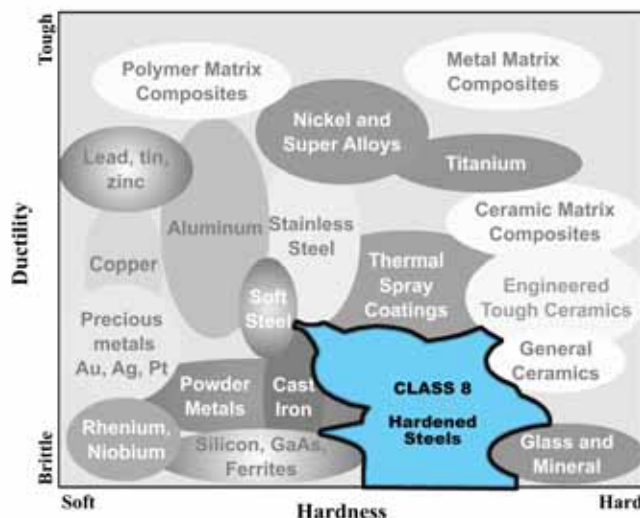 Tough
Ductility
Brittle
Polymer Matrix
Composites
Metal Matrix
Composites
Nickel and
Super Alloys
Lead, tin,
zinc
Titanium
Aluminum
Stainless
Steel
Ceramic Matrix
Composites
Copper
Thermal
Spray
Coatings
Engineered
Tough Ceramics
Soft
Steel
Precious
metals
Au, Ag, Pt
General
Ceramics
Powder
Metals
Cast
Iron
CLASS 8
Hardened
Steels
Rhenium,
Niobium
Silicon, GaAs,
Ferrites
Glass and
Mineral
Soft
Hardness
Hard